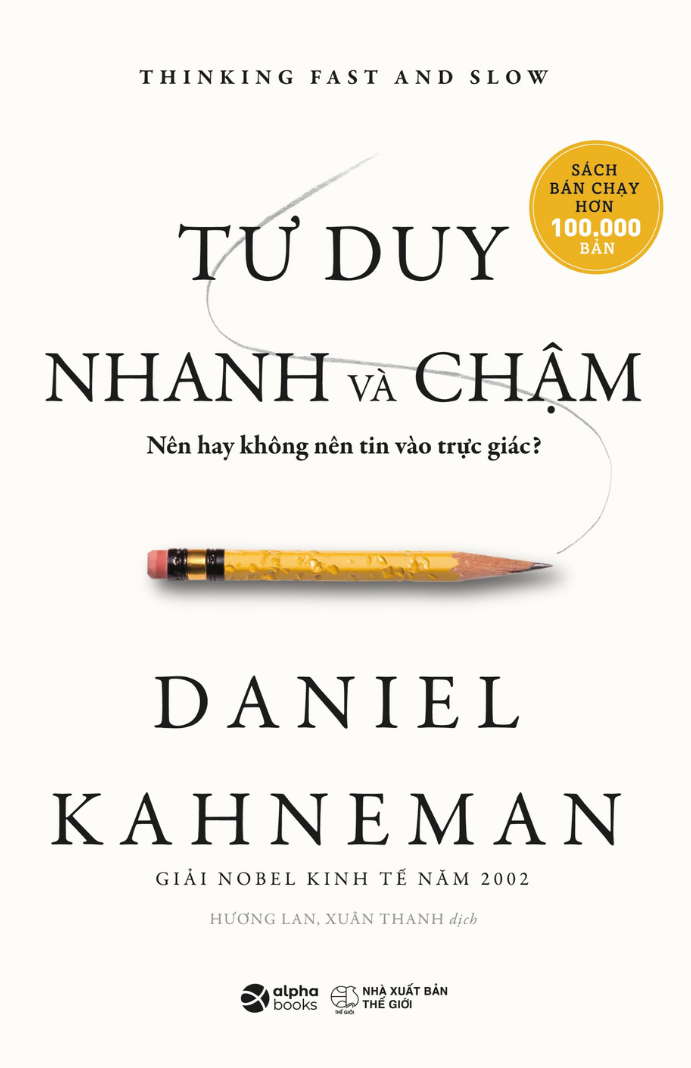 THINKING FAST AND SLOW
SÁCH
BÁN CHẠY
HƠN
100.000
BẢN
TƯ DUY
NHANH VÀ CHẬM
Nên hay không nên tin vào trực giác?
DANIEL
KAHNEMAN
GIẢI NOBEL KINH TẾ NĂM 2002
HƯƠNG LAN, XUÂN THANH dịch
alpha
books
THẾ GIỚI
NHÀ XUẤT BẢN
THẾ GIỚI